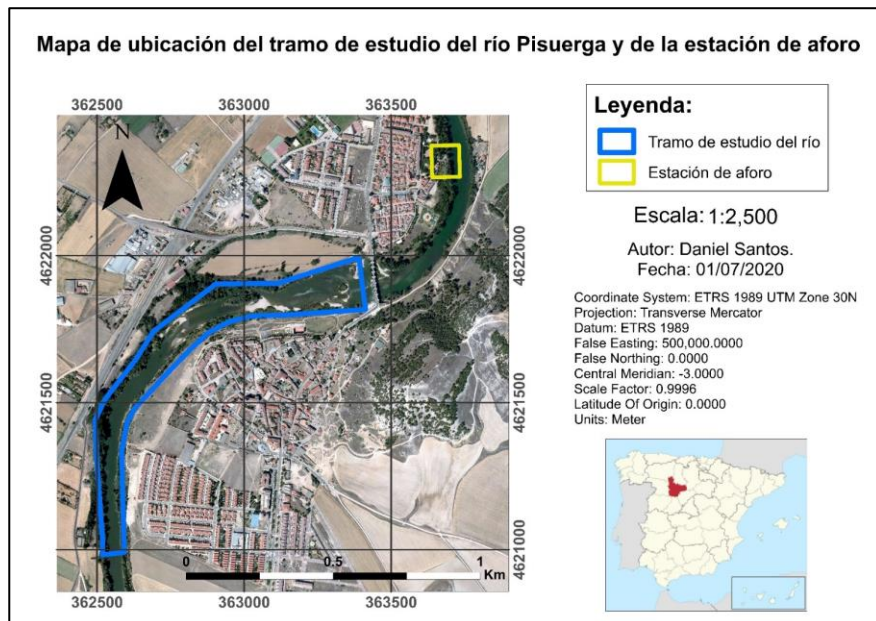 Mapa de ubicación del tramo de estudio del río Pisuerga y de la estación de aforo
362500 363000 363500
N
4622000 4622000
4621500 4621500
4621000 4621000
0 0.5 1
Km
362500 363000 363500
Leyenda:
Tramo de estudio del río
Estación de aforo
Escala: 1:2,500
Autor: Daniel Santos.
Fecha: 01/07/2020
Coordinate System: ETRS 1989 UTM Zone 30N
Projection: Transverse Mercator
Datum: ETRS 1989
False Easting: 500,000.0000
False Northing: 0.0000
Central Meridian: -3.0000
Scale Factor: 0.9996
Latitude Of Origin: 0.0000
Units: Meter